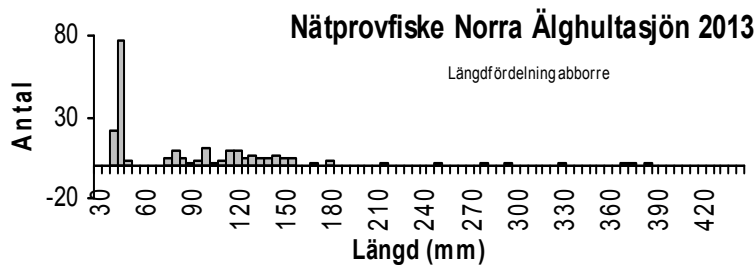 Nätprovfiske Norra Älghultasjön 2013
Längdfördelning abborre
Antal
80
30
-20
30 60 90 120 150 180 210 240 270 300 330 360 390 420
Längd (mm)